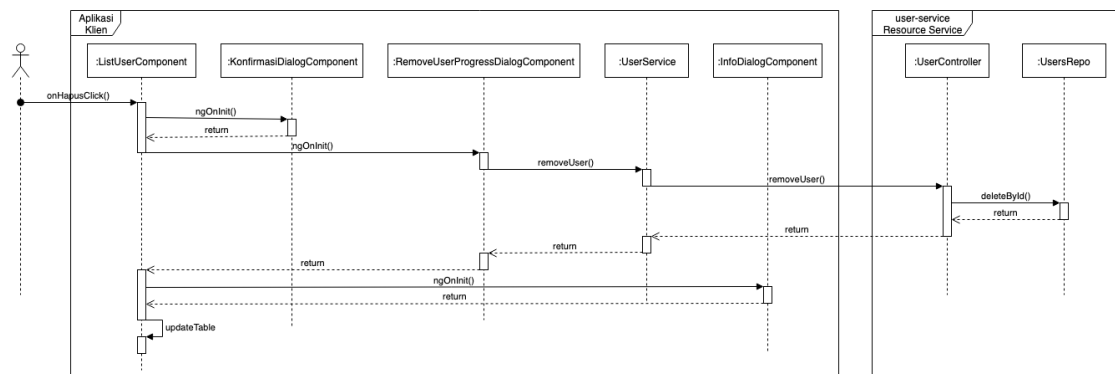 Aplikasi
Klien
user-service
Resource Service
:ListUserComponent
:KonfirmasiDialogComponent
:RemoveUserProgressDialogComponent
:UserService
:InfoDialogComponent
:UserController
:UsersRepo
onHapusClick()
ngOnInit()
return
ngOnInit()
removeUser()
removeUser()
deleteById()
return
return
return
return
ngOnInit()
return
updateTable